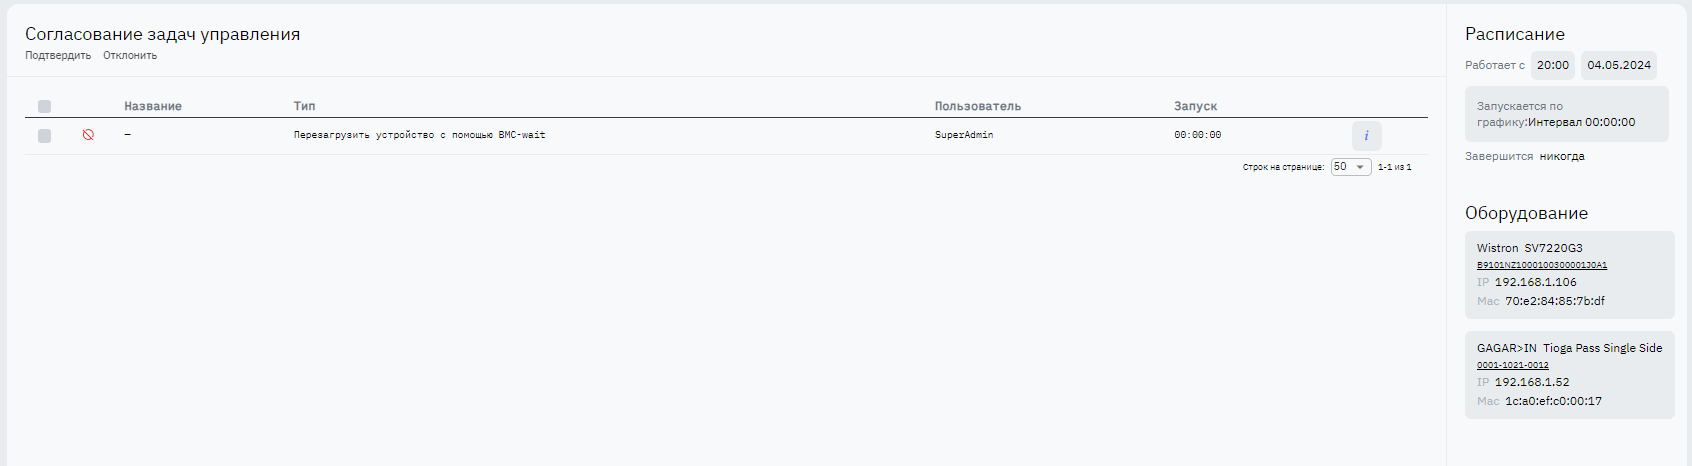 Согласование задач управления
Подтвердить Отклонить
Название Тип Пользователь Запуск
– Перезагрузить устройство с помощью BMC-wait SuperAdmin 00:00:00 i
Строк на странице: 50 1-1 из 1
Расписание
Работает с 20:00 04.05.2024
Запускается по
графику:Интервал 00:00:00
Завершится никогда
Оборудование
Wistron SV7220G3
B9101NZ1000100300001J0A1
IP 192.168.1.106
Mac 70:e2:84:85:7b:df
GAGAR>IN Tioga Pass Single Side
0001-1021-0012
IP 192.168.1.52
Mac 1c:a0:ef:c0:00:17